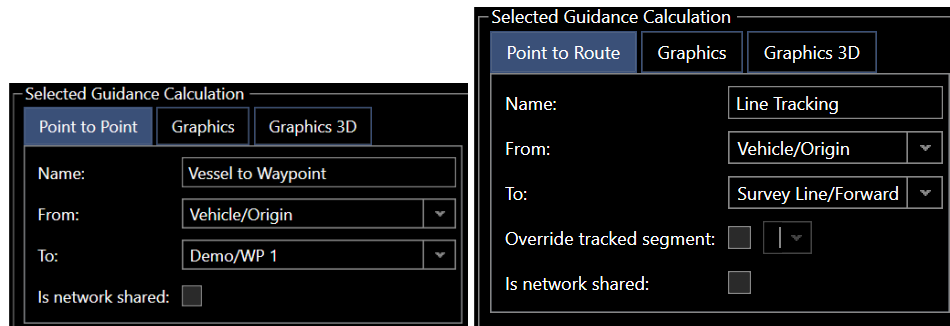 Selected Guidance Calculation
Point to Point Graphics Graphics 3D
Name: Vessel to Waypoint
From: Vehicle/Origin
To: Demo/WP 1
Is network shared:
Selected Guidance Calculation
Point to Route Graphics Graphics 3D
Name: Line Tracking
From: Vehicle/Origin
To: Survey Line/Forward
Override tracked segment:
Is network shared: